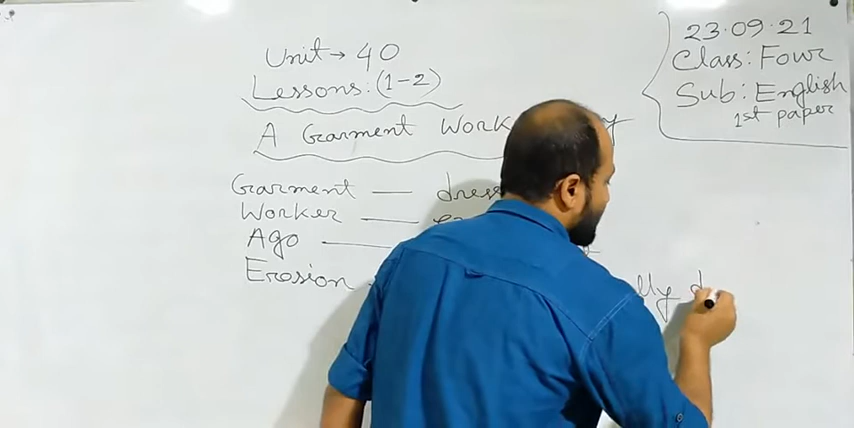 Unit → 40
Lessons: (1-2)
A Garment Work
Garment — dress
Worker —
Ago —
Erosion
lly d
23.09.21
Class: Four
Sub: English
1st paper